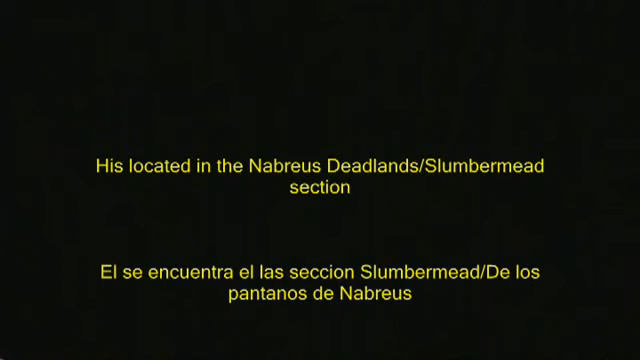 His located in the Nabreus Deadlands/Slumbermead
section
El se encuentra el las seccion Slumbermead/De los
pantanos de Nabreus